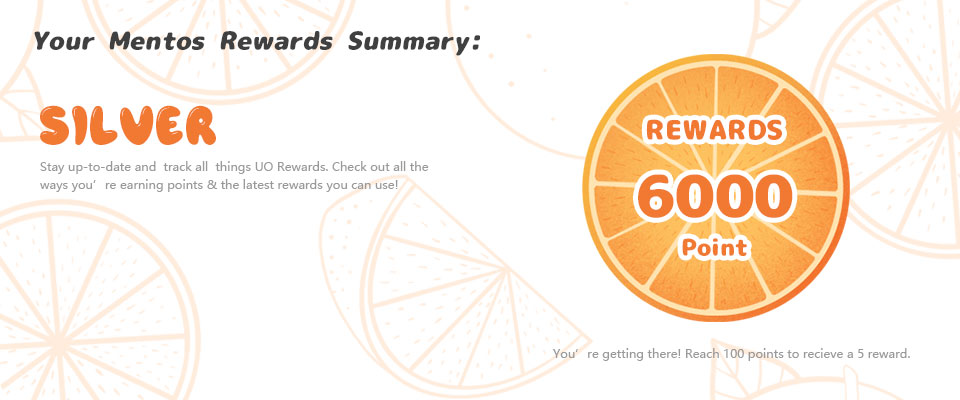 Your Mentos Rewards Summary:
SILVER
Stay up-to-date and track all things UO Rewards. Check out all the
ways you’ re earning points & the latest rewards you can use!
REWARDS
6000
Point
You’ re getting there! Reach 100 points to recieve a 5 reward.